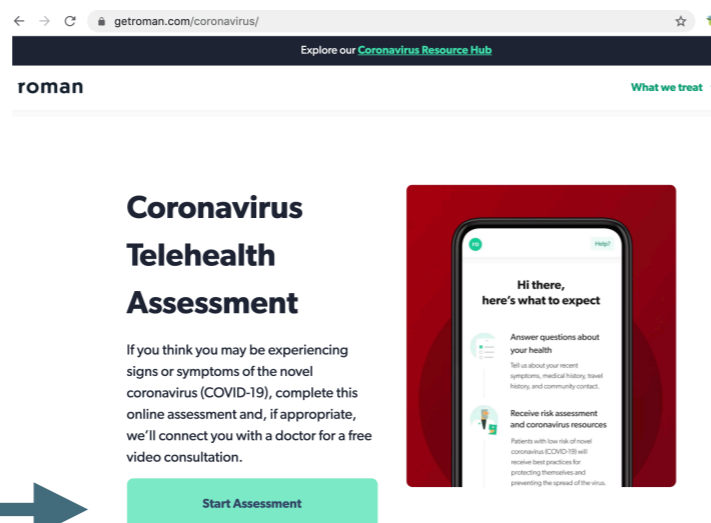 getroman.com/coronavirus/
Explore our Coronavirus Resource Hub
roman
What we treat
Coronavirus
Telehealth
Assessment
If you think you may be experiencing
signs or symptoms of the novel
coronavirus (COVID-19), complete this
online assessment and, if appropriate,
we'll connect you with a doctor for a free
video consultation.
Start Assessment
ro
Help?
Hi there,
here's what to expect
Answer questions about
your health
Tell us about your recent
symptoms, medical history, travel
history, and community contact.
Receive risk assessment
and coronavirus resources
Patients with low risk of novel
coronavirus (COVID-19) will
receive best practices for
protecting themselves and
preventing the spread of the virus.